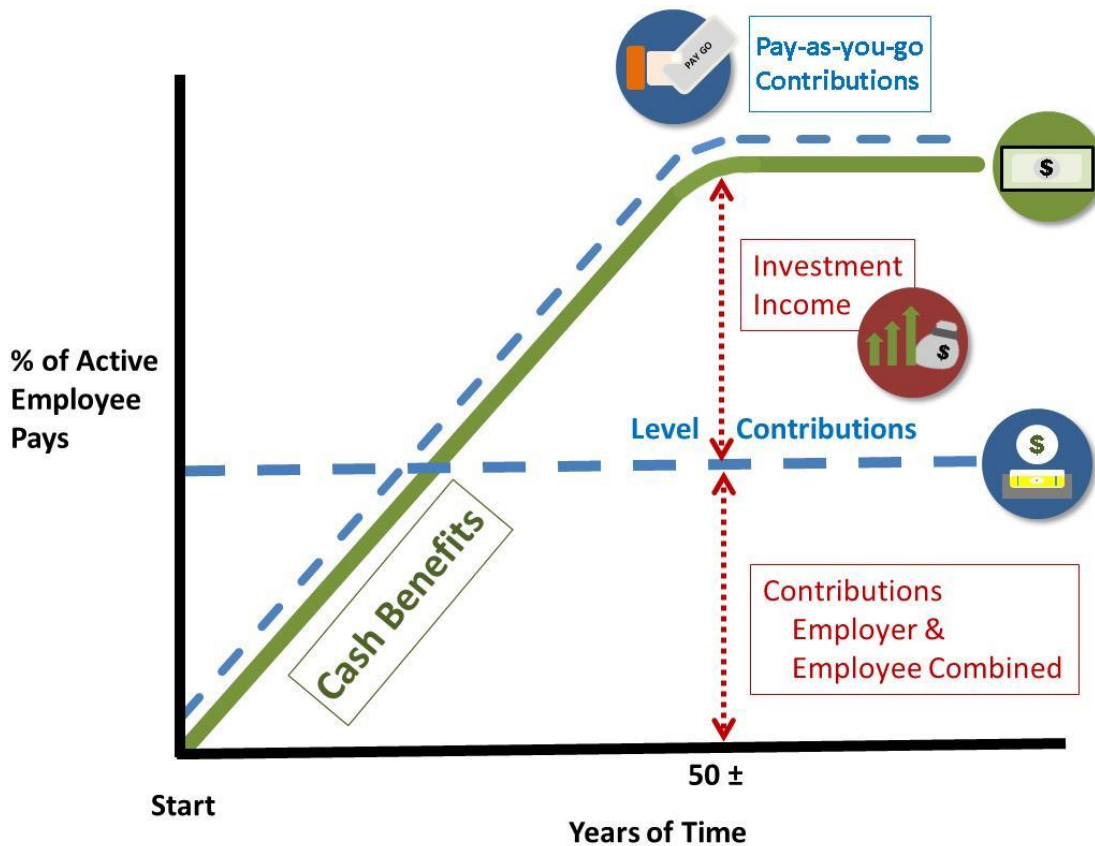 PAY GO
Pay-as-you-go
Contributions
$
Investment
Income
$
% of Active
Employee
Pays
Level Contributions
$
Cash Benefits
Contributions
Employer &
Employee Combined
50 ±
Start
Years of Time